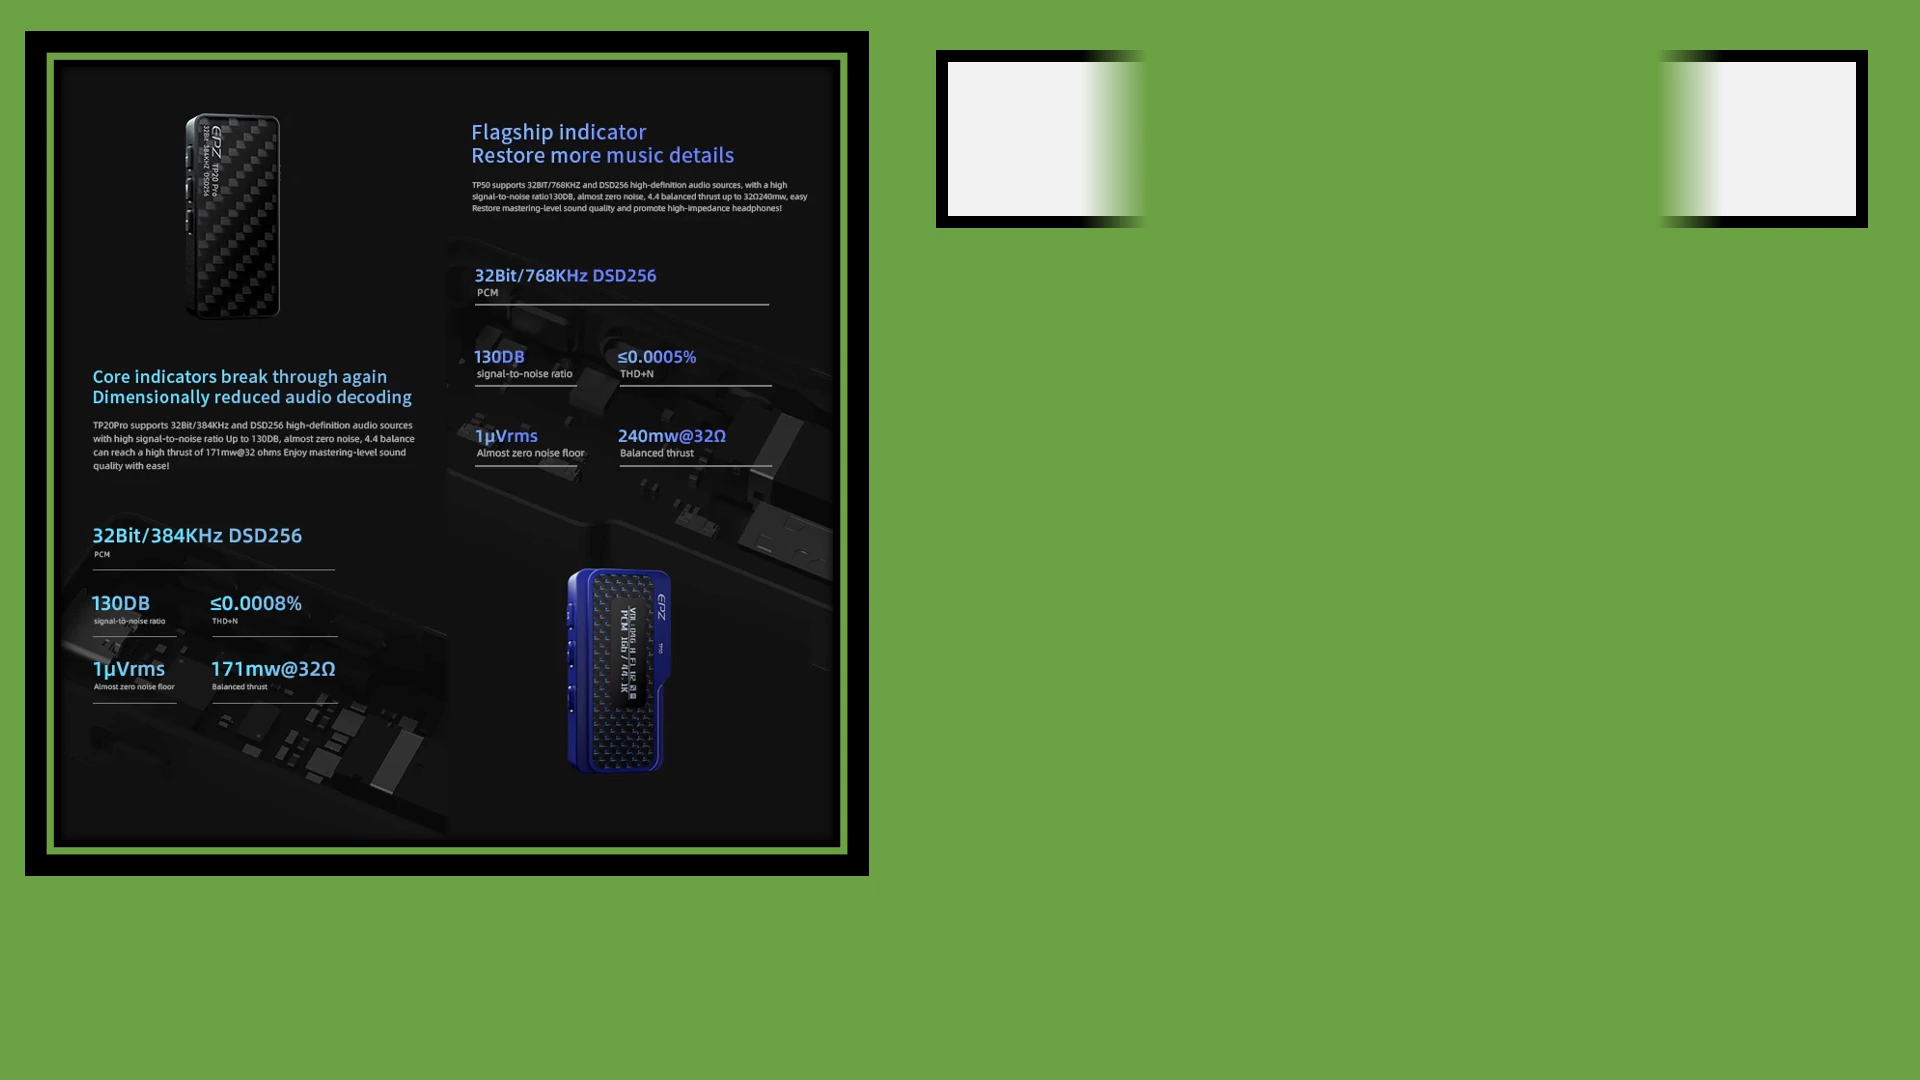 EPZ TP20 Pro
32Bit 384KHZ DSD256
Core indicators break through again
Dimensionally reduced audio decoding
TP20Pro supports 32Bit/384KHz and DSD256 high-definition audio sources
with high signal-to-noise ratio Up to 130DB, almost zero noise, 4.4 balance
can reach a high thrust of 171mw@32 ohms Enjoy mastering-level sound
quality with ease!
32Bit/384KHz DSD256
PCM
130DB
signal-to-noise ratio
≤0.0008%
THD+N
1μVrms
Almost zero noise floor
171mw@32Ω
Balanced thrust
Flagship indicator
Restore more music details
TP50 supports 32BIT/768KHZ and DSD256 high-definition audio sources, with a high
signal-to-noise ratio130DB, almost zero noise, 4.4 balanced thrust up to 32Ω240mw, easy
Restore mastering-level sound quality and promote high-impedance headphones!
32Bit/768KHz DSD256
PCM
130DB
signal-to-noise ratio
≤0.0005%
THD+N
1μVrms
Almost zero noise floor
240mw@32Ω
Balanced thrust
EPZ